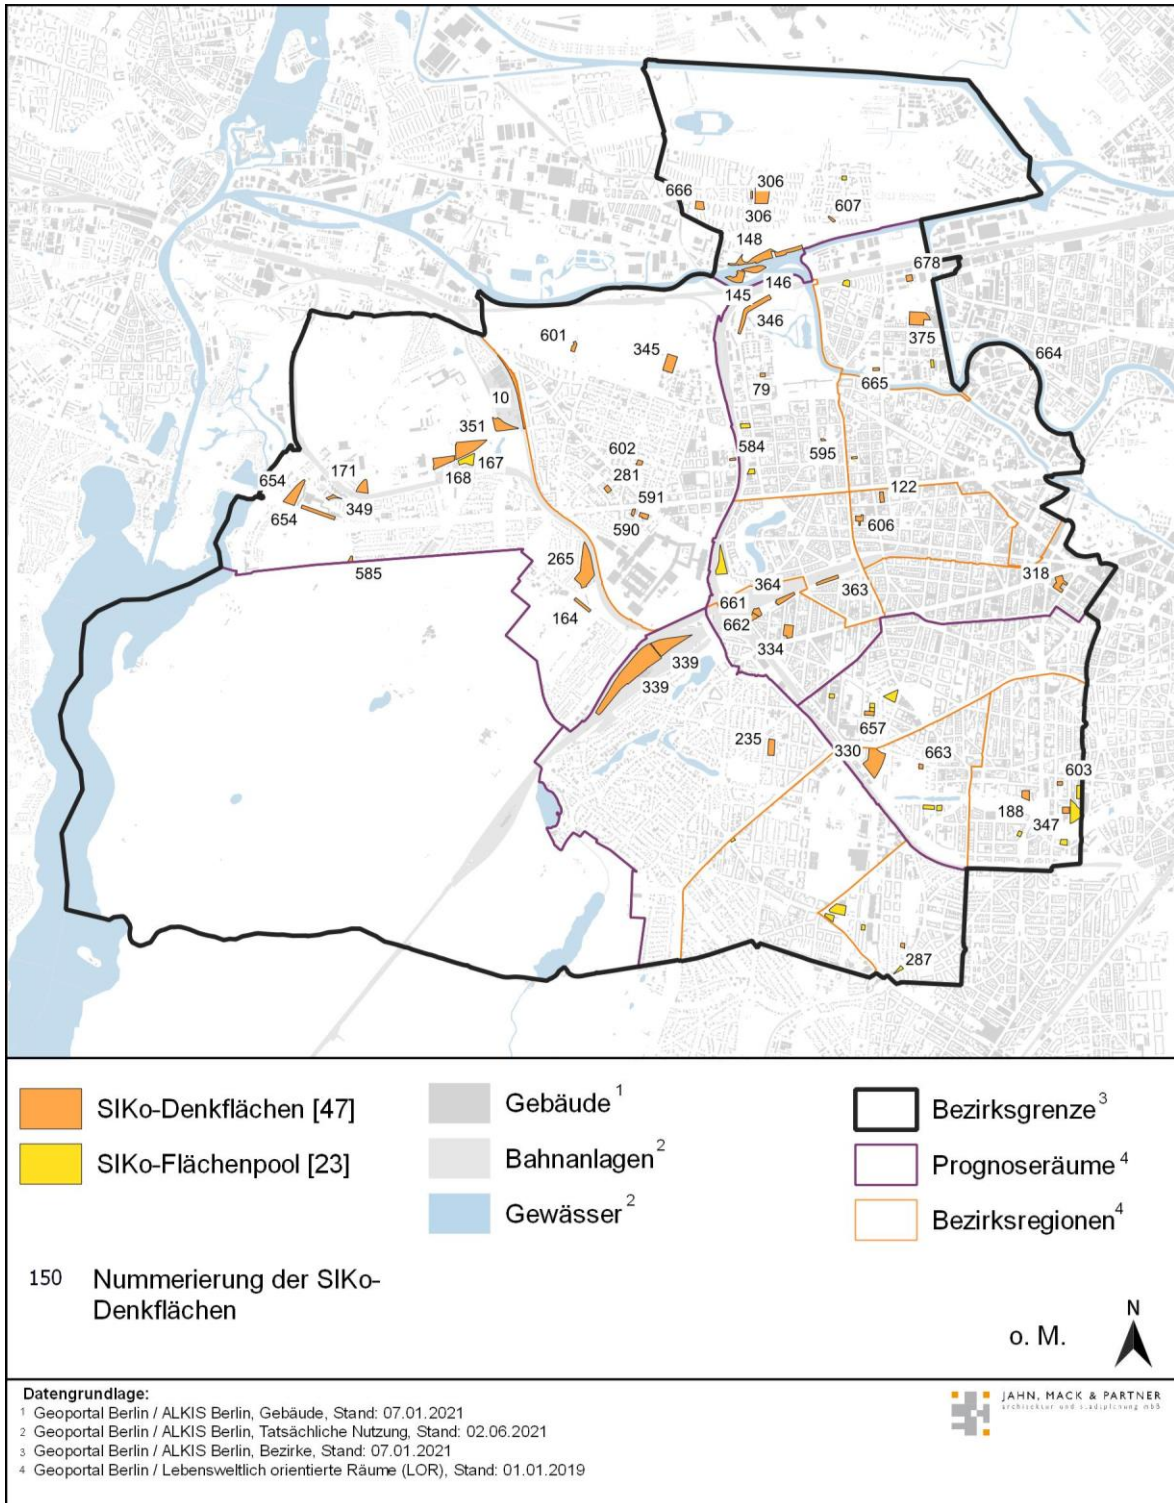 306
666
306
607
148
678
146
145
346
375
664
601
345
79
665
10
351
584
595
602
167
168
281
171
654
122
349
591
654
606
590
265
318
585
364
363
661
164
662
334
339
339
657
235
330
663
603
188
347
287
SIKo-Denkflächen [47]
SIKo-Flächenpool [23]
Gebäude 1
Bahnanlagen 2
Gewässer 2
Bezirksgrenze 3
Prognoseräume 4
Bezirksregionen 4
150 Nummerierung der SIKo-
Denkflächen
o. M.
N
Datengrundlage:
1 Geoportal Berlin / ALKIS Berlin, Gebäude, Stand: 07.01.2021
2 Geoportal Berlin / ALKIS Berlin, Tatsächliche Nutzung, Stand: 02.06.2021
3 Geoportal Berlin / ALKIS Berlin, Bezirke, Stand: 07.01.2021
4 Geoportal Berlin / Lebensweltlich orientierte Räume (LOR), Stand: 01.01.2019
JAHN, MACK & PARTNER
architektur und stadtplanung mbB